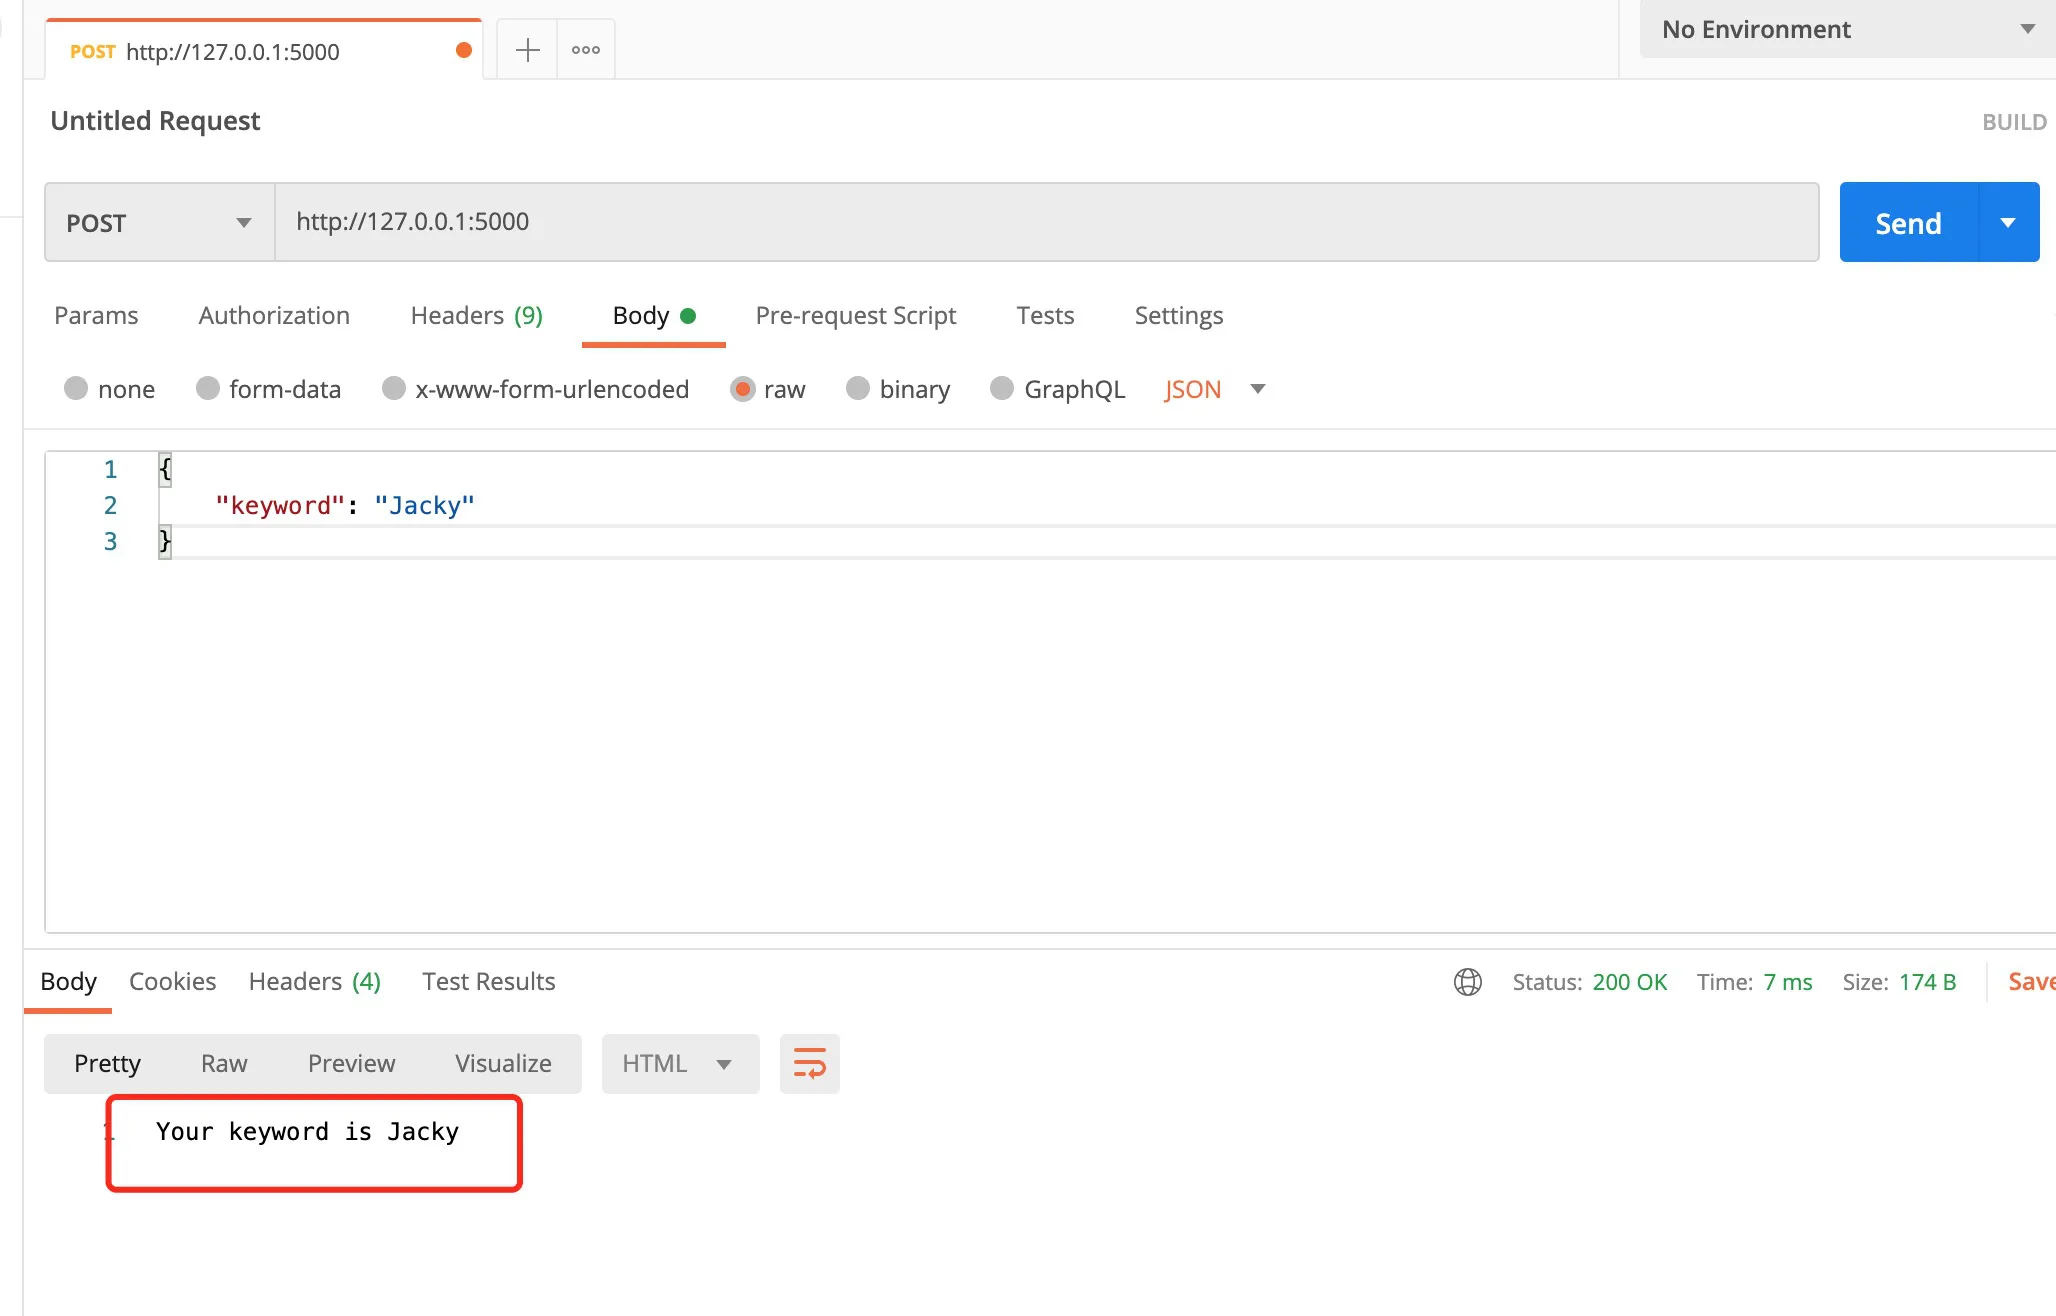 POST http://127.0.0.1:5000
No Environment
Untitled Request
BUILD
POST http://127.0.0.1:5000 Send
Params Authorization Headers (9) Body Pre-request Script Tests Settings
none form-data x-www-form-urlencoded raw binary GraphQL JSON
1 {
2 "keyword": "Jacky"
3 }
Body Cookies Headers (4) Test Results Status: 200 OK Time: 7 ms Size: 174 B Save
Pretty Raw Preview Visualize HTML
1 Your keyword is Jacky